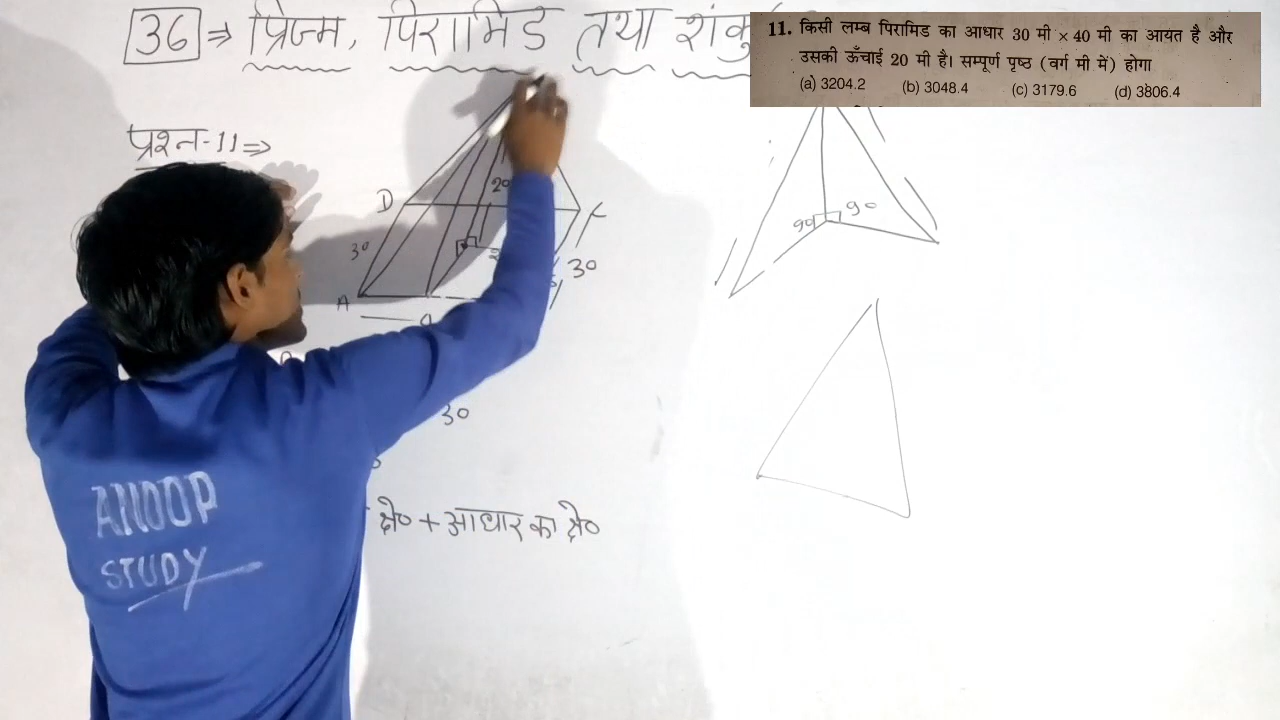 36 ⇒ प्रिज्म, पिरामिड तथा शंकु
11. किसी लम्ब पिरामिड का आधार 30 मी × 40 मी का आयत है और
उसकी ऊँचाई 20 मी है। सम्पूर्ण पृष्ठ (वर्ग मी में) होगा
(a) 3204.2 (b) 3048.4 (c) 3179.6 (d) 3806.4
प्रश्न-11 ⇒
D
20
30
A
30
90 90
30
क्षे० + आधार का क्षे०
ANOOP
STUDY